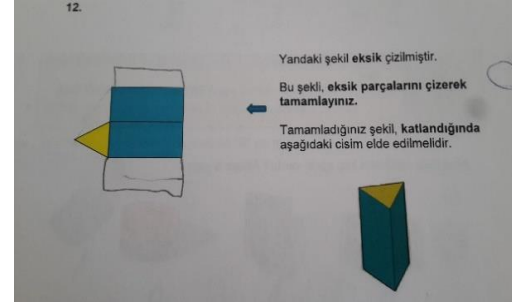 12.
Yandaki şekil eksik çizilmiştir.
Bu şekli, eksik parçalarını çizerek
tamamlayınız.
Tamamladığınız şekil, katlandığında
aşağıdaki cisim elde edilmelidir.